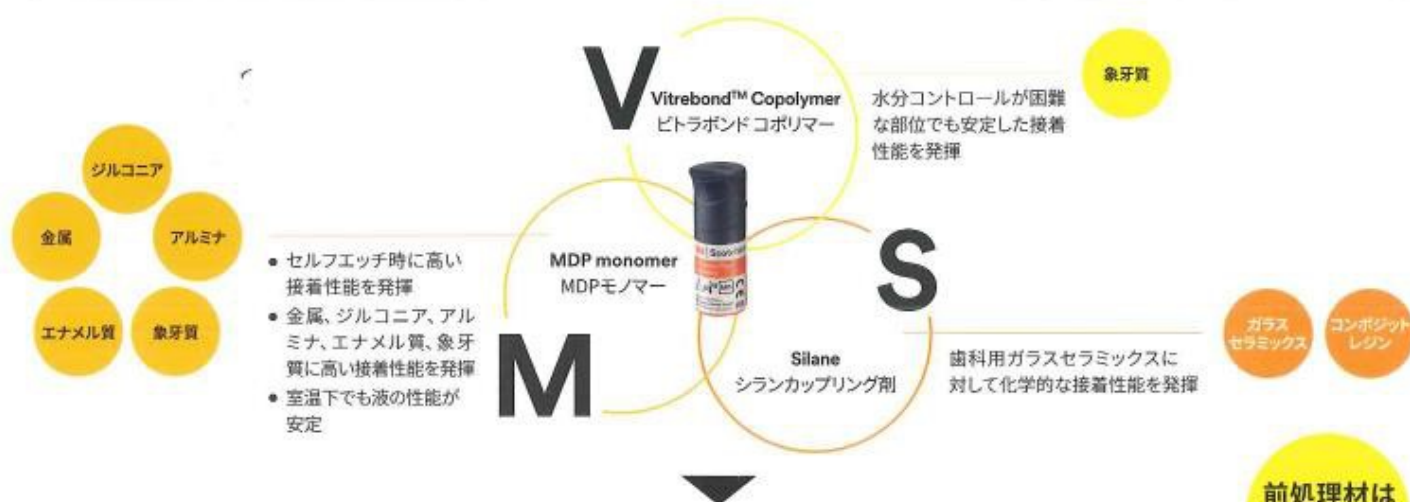 V
Vitrebond™ Copolymer
ビトラボンド コポリマー
水分コントロールが困難
な部位でも安定した接着
性能を発揮
象牙質
ジルコニア
金属
アルミナ
エナメル質
象牙質
● セルフエッチ時に高い
接着性能を発揮
● 金属、ジルコニア、アル
ミナ、エナメル質、象牙
質に高い接着性能を発揮
● 室温下でも液の性能が
安定
MDP monomer
MDPモノマー
M
S
Silane
シランカップリング剤
歯科用ガラスセラミックスに
対して化学的な接着性能を発揮
ガラス
セラミックス
コンポジット
レジン
前処理材は